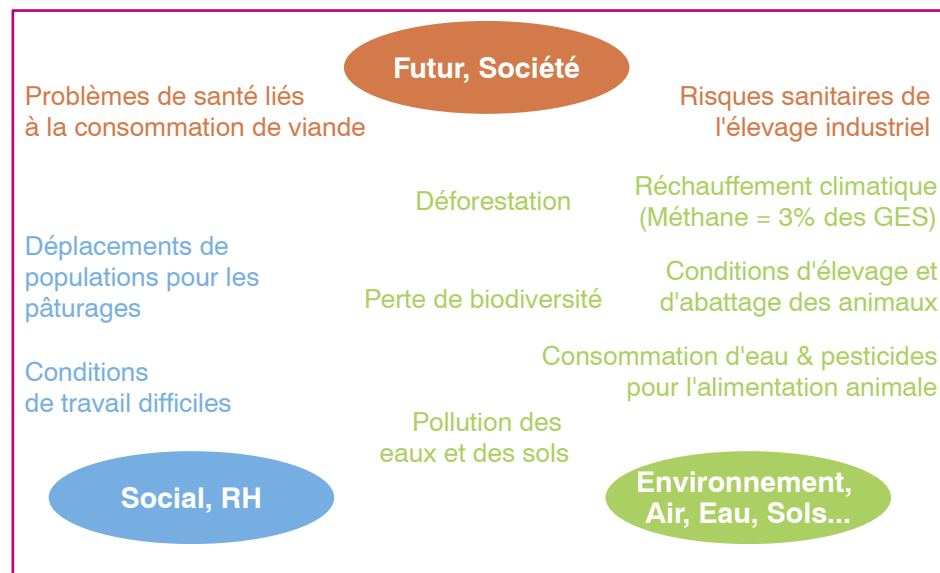 Futur, Société
Problèmes de santé liés
à la consommation de viande
Risques sanitaires de
l'élevage industriel
Déforestation
Réchauffement climatique
(Méthane = 3% des GES)
Déplacements de
populations pour les
pâturages
Perte de biodiversité
Conditions d'élevage et
d'abattage des animaux
Consommation d'eau & pesticides
pour l'alimentation animale
Conditions
de travail difficiles
Pollution des
eaux et des sols
Social, RH
Environnement,
Air, Eau, Sols...